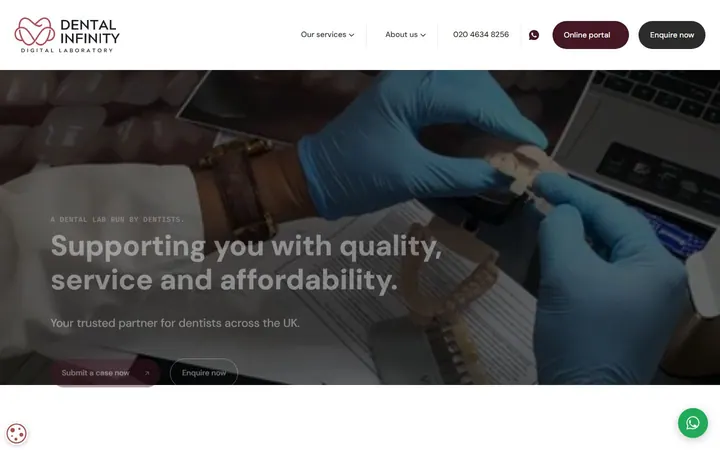 DENTAL
INFINITY
DIGITAL LABORATORY
Our services
About us
020 4634 8256
Online portal
Enquire now
A DENTAL LAB RUN BY DENTISTS.
Supporting you with quality,
service and affordability.
Your trusted partner for dentists across the UK.
Submit a case now
Enquire now